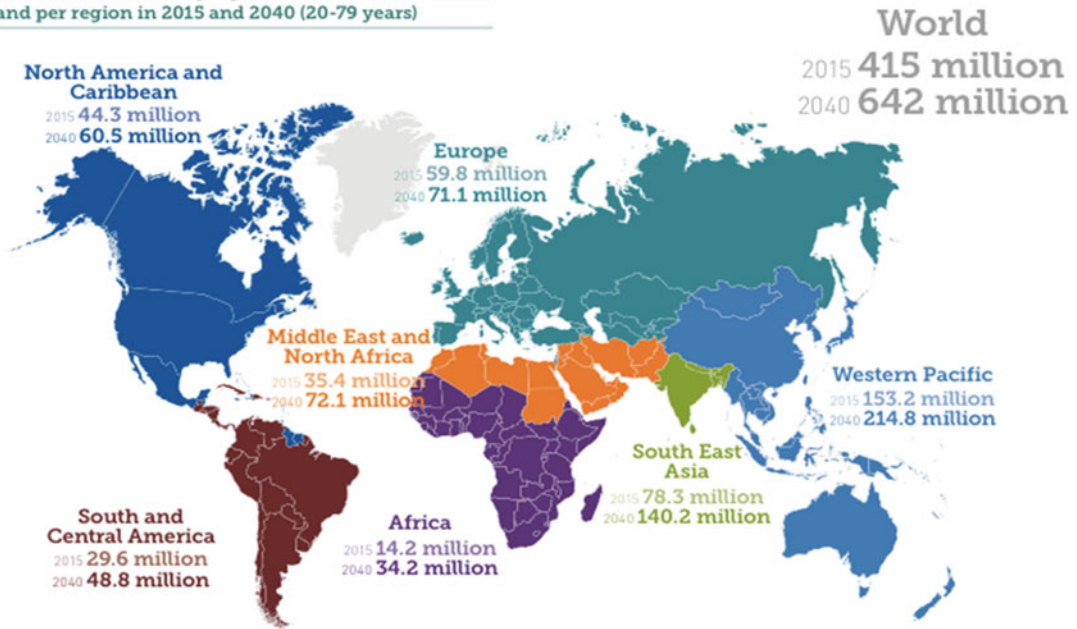 and per region in 2015 and 2040 (20-79 years)
World
2015 415 million
2040 642 million
North America and
Caribbean
2015 44.3 million
2040 60.5 million
Europe
2015 59.8 million
2040 71.1 million
Middle East and
North Africa
2015 35.4 million
2040 72.1 million
Western Pacific
2015 153.2 million
2040 214.8 million
South East
Asia
2015 78.3 million
2040 140.2 million
South and
Central America
2015 29.6 million
2040 48.8 million
Africa
2015 14.2 million
2040 34.2 million